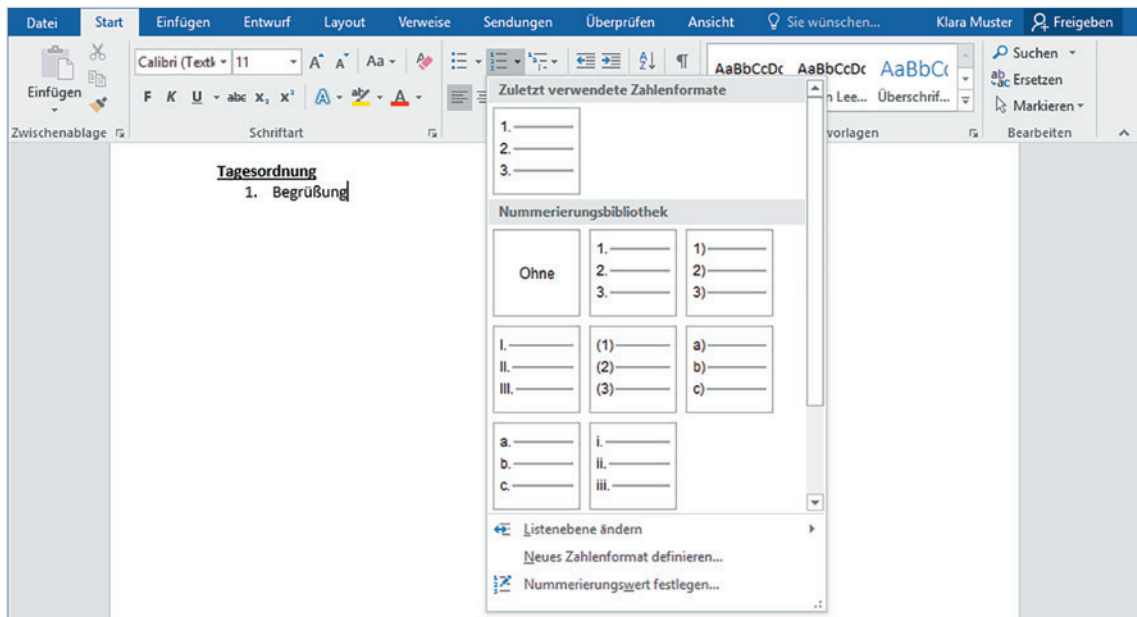 Datei Start Einfügen Entwurf Layout Verweise Sendungen Überprüfen Ansicht Sie wünschen... Klara Muster Freigeben
Einfügen
Zwischenablage
Calibri (Textk 11 A A Aa
F K U abc x₂ x² A aby A
Schriftart
AaBbCcDc AaBbCcDc AaBbCc
n Lee... Überschrif...
vorlagen
Suchen
Ersetzen
Markieren
Bearbeiten
Tagesordnung
1. Begrüßung
Zuletzt verwendete Zahlenformate
1.
2.
3.
Nummerierungsbibliothek
Ohne
1.
2.
3.
1)
2)
3)
I.
II.
III.
(1)
(2)
(3)
a)
b)
c)
a.
b.
c.
i.
ii.
iii.
Listenebene ändern
Neues Zahlenformat definieren...
Nummerierungswert festlegen...